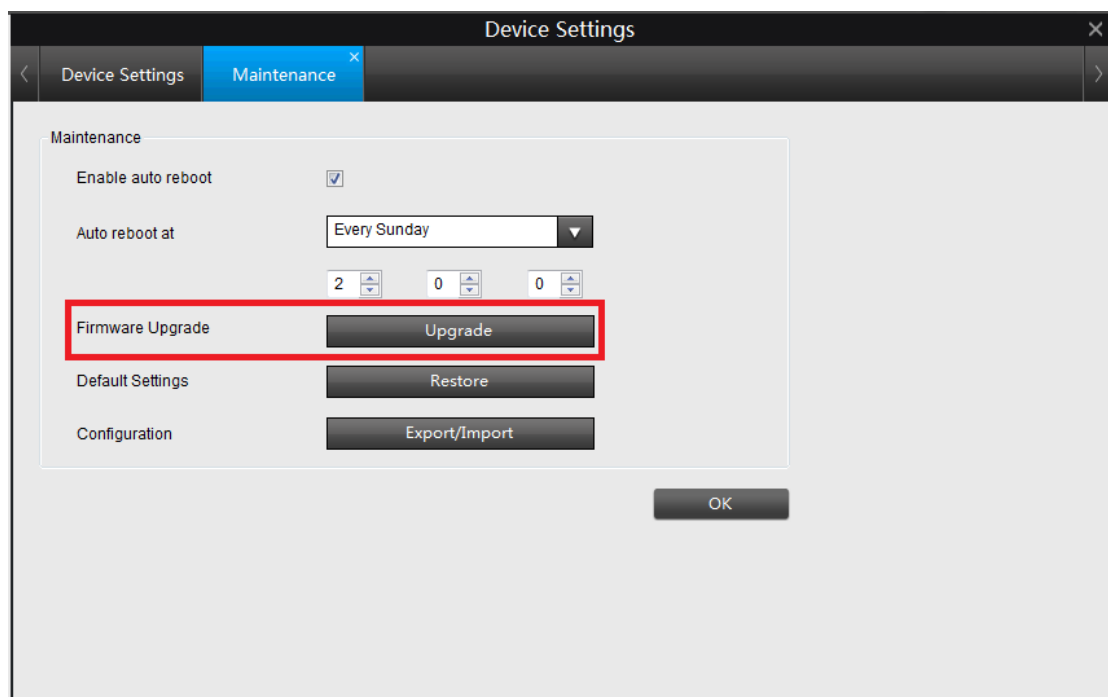 Device Settings
Device Settings Maintenance
Maintenance
Enable auto reboot
Auto reboot at Every Sunday
2 0 0
Firmware Upgrade Upgrade
Default Settings Restore
Configuration Export/Import
OK